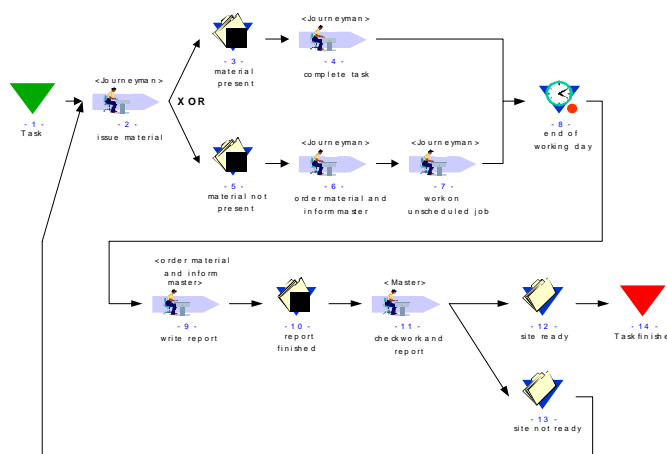 <Journeyman>
- 1 -
Task
- 2 -
issue material
XOR
- 3 -
material
present
<Journeyman>
- 4 -
complete task
- 5 -
material not
present
<Journeyman>
- 6 -
order material and
inform master
<Journeyman>
- 7 -
work on
unscheduled job
- 8 -
end of
working day
<order material
and inform
master>
- 9 -
write report
- 10 -
report
finished
<Master>
- 11 -
check work and
report
- 12 -
site ready
- 14 -
Task finished
- 13 -
site not ready